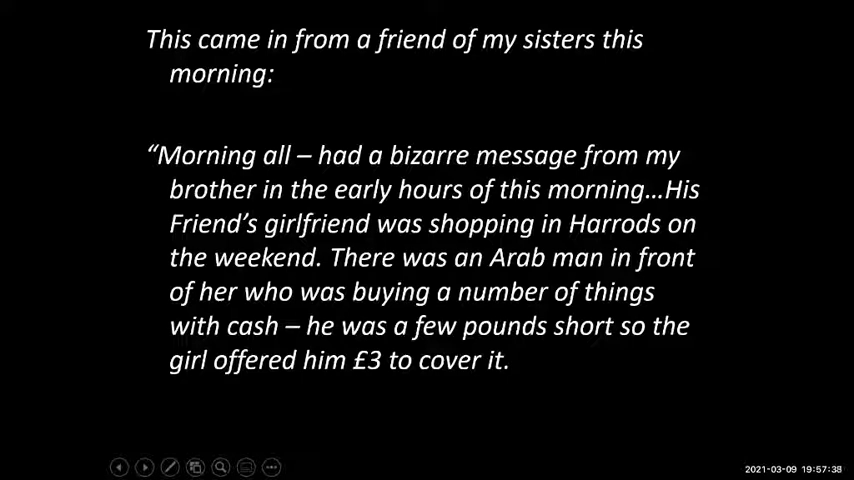 This came in from a friend of my sisters this
morning:
“Morning all – had a bizarre message from my
brother in the early hours of this morning...His
Friend’s girlfriend was shopping in Harrods on
the weekend. There was an Arab man in front
of her who was buying a number of things
with cash – he was a few pounds short so the
girl offered him £3 to cover it.
2021-03-09 19:57:38